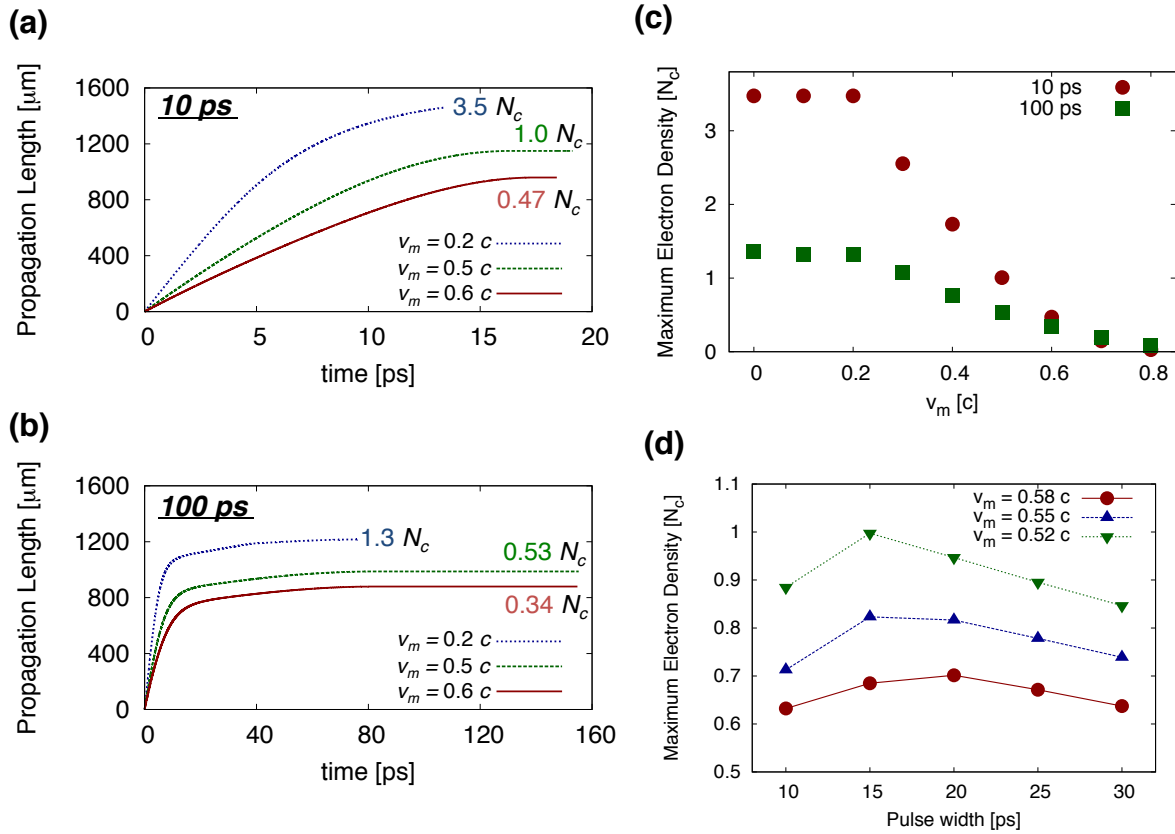 (a)
Propagation Length [μm]
1600
1200
800
400
0
10 ps
3.5 N_c
1.0 N_c
0.47 N_c
v_m = 0.2 c
v_m = 0.5 c
v_m = 0.6 c
0 5 10 15 20
time [ps]
(b)
Propagation Length [μm]
1600
1200
800
400
0
100 ps
1.3 N_c
0.53 N_c
0.34 N_c
v_m = 0.2 c
v_m = 0.5 c
v_m = 0.6 c
0 40 80 120 160
time [ps]
(c)
Maximum Electron Density [N_c]
3
2
1
0
10 ps
100 ps
0 0.2 0.4 0.6 0.8
v_m [c]
(d)
Maximum Electron Density [N_c]
1.1
1
0.9
0.8
0.7
0.6
0.5
v_m = 0.58 c
v_m = 0.55 c
v_m = 0.52 c
10 15 20 25 30
Pulse width [ps]